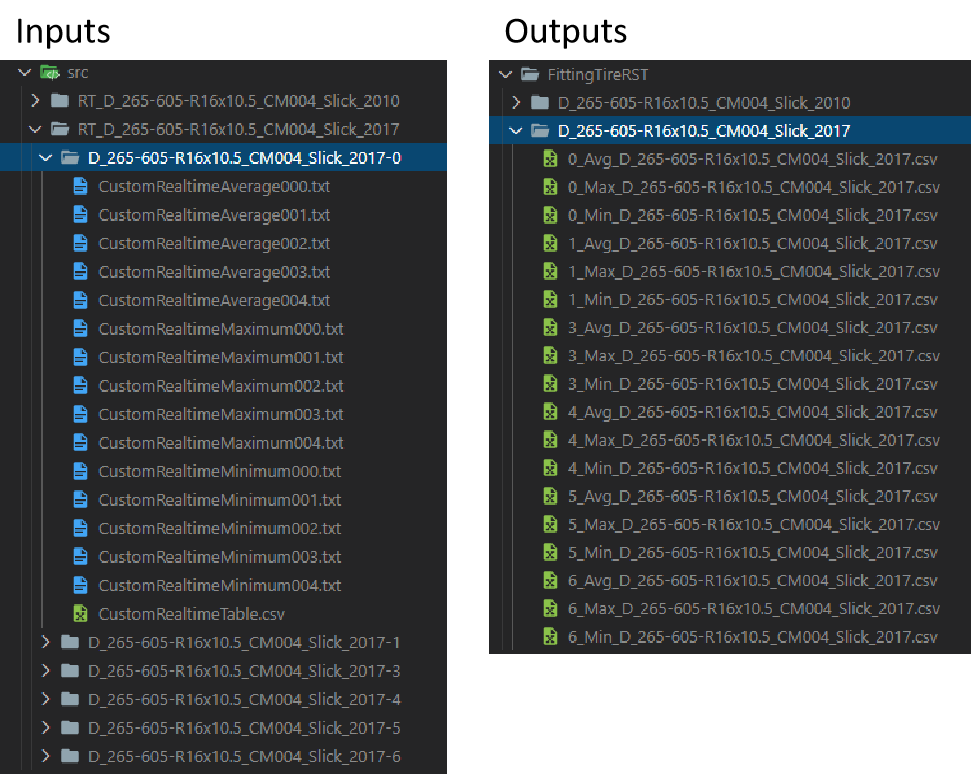 Inputs
src
RT_D_265-605-R16x10.5_CM004_Slick_2010
RT_D_265-605-R16x10.5_CM004_Slick_2017
D_265-605-R16x10.5_CM004_Slick_2017-0
CustomRealtimeAverage000.txt
CustomRealtimeAverage001.txt
CustomRealtimeAverage002.txt
CustomRealtimeAverage003.txt
CustomRealtimeAverage004.txt
CustomRealtimeMaximum000.txt
CustomRealtimeMaximum001.txt
CustomRealtimeMaximum002.txt
CustomRealtimeMaximum003.txt
CustomRealtimeMaximum004.txt
CustomRealtimeMinimum000.txt
CustomRealtimeMinimum001.txt
CustomRealtimeMinimum002.txt
CustomRealtimeMinimum003.txt
CustomRealtimeMinimum004.txt
CustomRealtimeTable.csv
D_265-605-R16x10.5_CM004_Slick_2017-1
D_265-605-R16x10.5_CM004_Slick_2017-3
D_265-605-R16x10.5_CM004_Slick_2017-4
D_265-605-R16x10.5_CM004_Slick_2017-5
D_265-605-R16x10.5_CM004_Slick_2017-6
Outputs
FittingTireRST
D_265-605-R16x10.5_CM004_Slick_2010
D_265-605-R16x10.5_CM004_Slick_2017
0_Avg_D_265-605-R16x10.5_CM004_Slick_2017.csv
0_Max_D_265-605-R16x10.5_CM004_Slick_2017.csv
0_Min_D_265-605-R16x10.5_CM004_Slick_2017.csv
1_Avg_D_265-605-R16x10.5_CM004_Slick_2017.csv
1_Max_D_265-605-R16x10.5_CM004_Slick_2017.csv
1_Min_D_265-605-R16x10.5_CM004_Slick_2017.csv
3_Avg_D_265-605-R16x10.5_CM004_Slick_2017.csv
3_Max_D_265-605-R16x10.5_CM004_Slick_2017.csv
3_Min_D_265-605-R16x10.5_CM004_Slick_2017.csv
4_Avg_D_265-605-R16x10.5_CM004_Slick_2017.csv
4_Max_D_265-605-R16x10.5_CM004_Slick_2017.csv
4_Min_D_265-605-R16x10.5_CM004_Slick_2017.csv
5_Avg_D_265-605-R16x10.5_CM004_Slick_2017.csv
5_Max_D_265-605-R16x10.5_CM004_Slick_2017.csv
5_Min_D_265-605-R16x10.5_CM004_Slick_2017.csv
6_Avg_D_265-605-R16x10.5_CM004_Slick_2017.csv
6_Max_D_265-605-R16x10.5_CM004_Slick_2017.csv
6_Min_D_265-605-R16x10.5_CM004_Slick_2017.csv